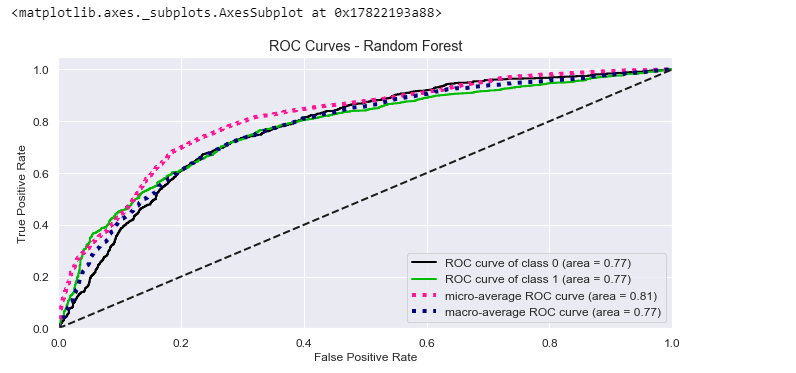 <matplotlib.axes._subplots.AxesSubplot at 0x17822193a88>
ROC Curves - Random Forest
1.0
0.8
0.6
0.4
0.2
0.0
True Positive Rate
ROC curve of class 0 (area = 0.77)
ROC curve of class 1 (area = 0.77)
micro-average ROC curve (area = 0.81)
macro-average ROC curve (area = 0.77)
0.0 0.2 0.4 0.6 0.8 1.0
False Positive Rate